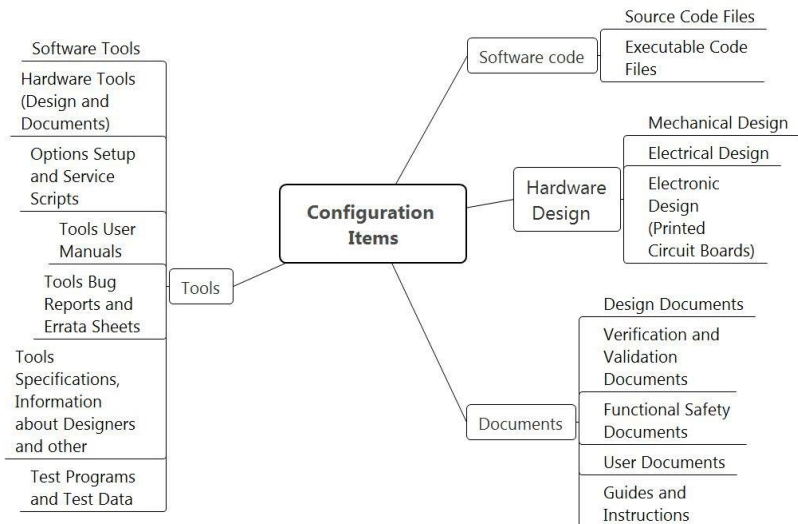 Configuration
Items
Software code
Source Code Files
Executable Code
Files
Hardware
Design
Mechanical Design
Electrical Design
Electronic
Design
(Printed
Circuit Boards)
Documents
Design Documents
Verification and
Validation
Documents
Functional Safety
Documents
User Documents
Guides and
Instructions
Tools
Software Tools
Hardware Tools
(Design and
Documents)
Options Setup
and Service
Scripts
Tools User
Manuals
Tools Bug
Reports and
Errata Sheets
Tools
Specifications,
Information
about Designers
and other
Test Programs
and Test Data